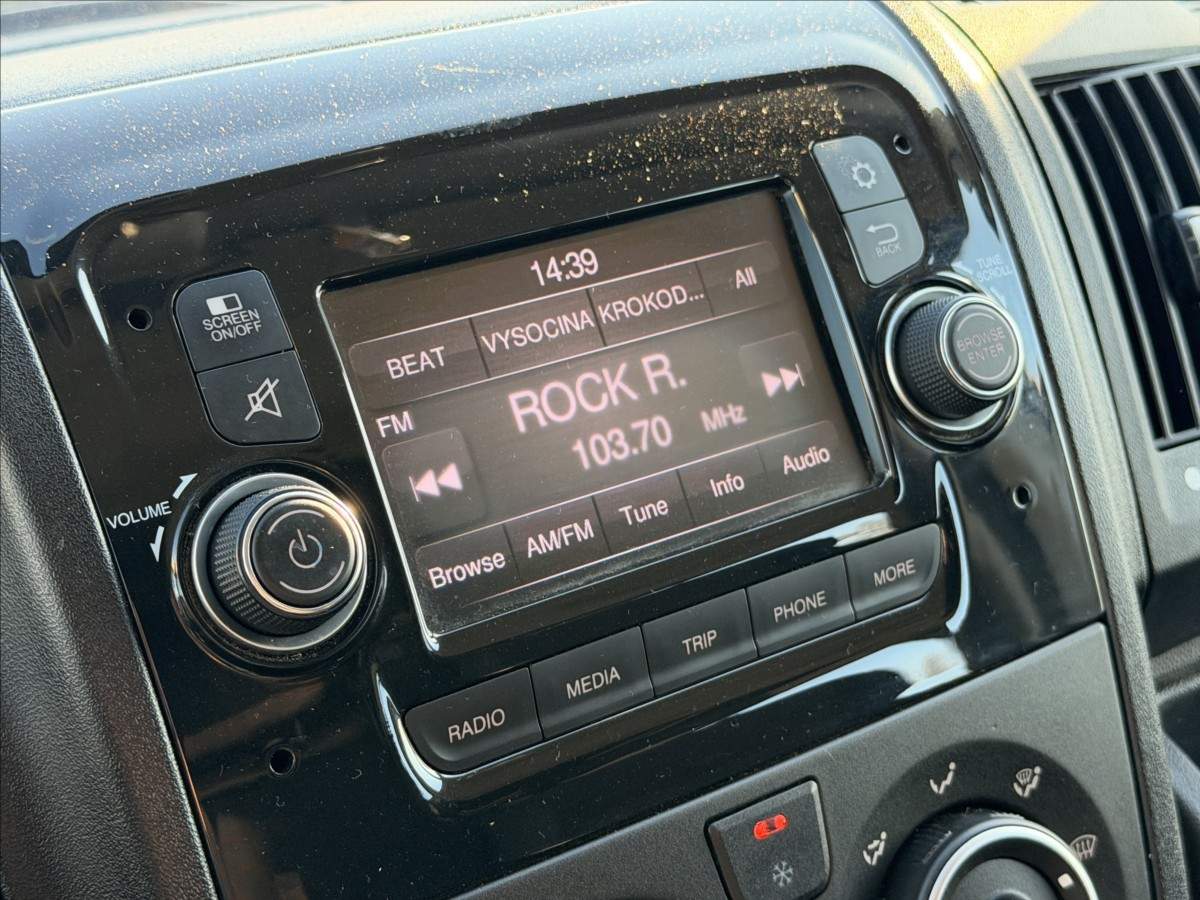 14:39
BEAT
VYSOCINA
KROKOD...
All
FM
ROCK R.
103.70 MHz
Browse
AM/FM
Tune
Info
Audio
SCREEN
ON/OFF
BACK
TUNE
SCROLL
BROWSE
ENTER
VOLUME
RADIO
MEDIA
TRIP
PHONE
MORE